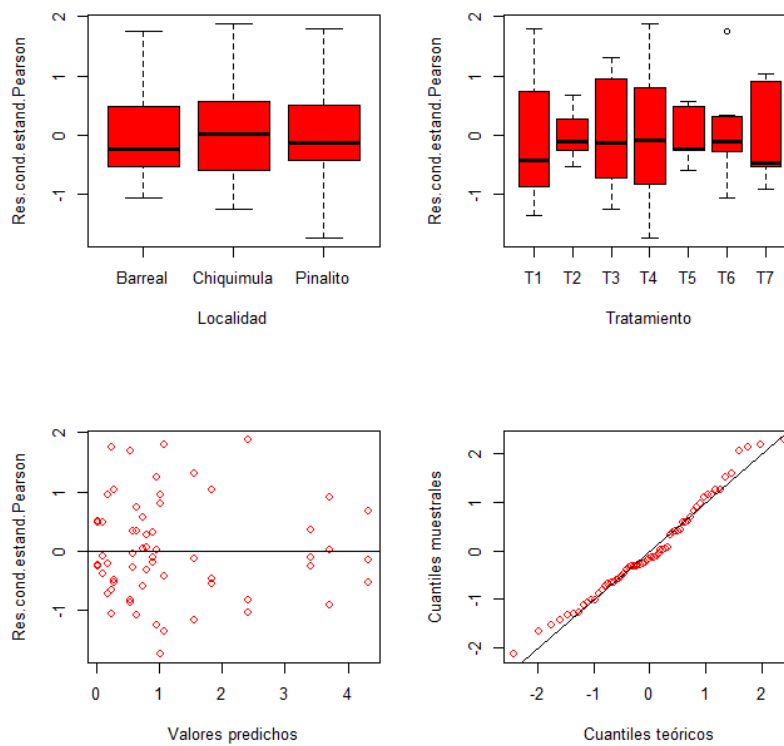 Res.cond.estand.Pearson
2
1
0
-1
Barreal Chiquimula Pinalito
Localidad
Res.cond.estand.Pearson
2
1
0
-1
T1 T2 T3 T4 T5 T6 T7
Tratamiento
Res.cond.estand.Pearson
2
1
0
-1
0 1 2 3 4
Valores predichos
Cuantiles muestrales
2
1
0
-1
-2
-2 -1 0 1 2
Cuantiles teóricos